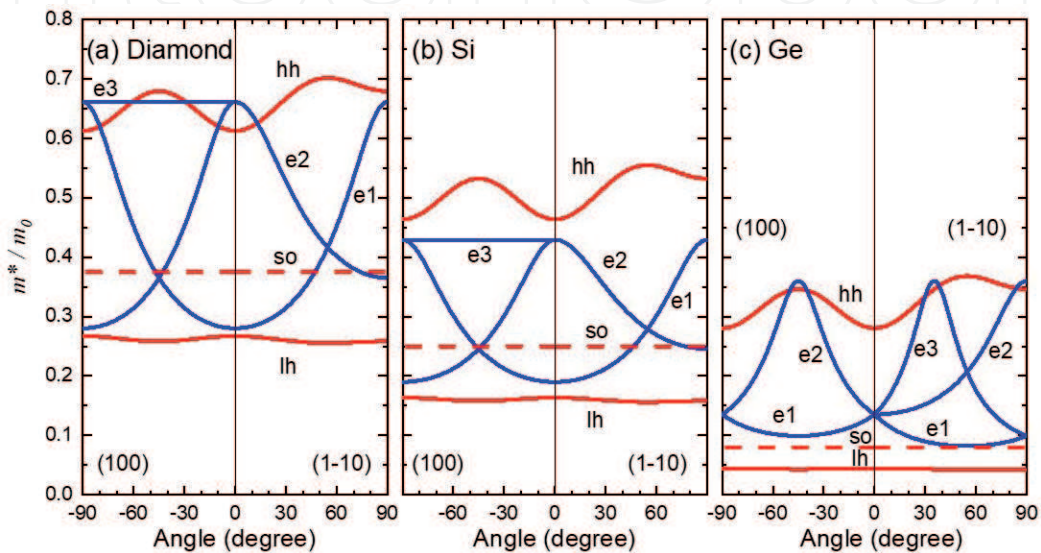 (a) Diamond
(b) Si
(c) Ge
m* / m0
0.8
0.7
0.6
0.5
0.4
0.3
0.2
0.1
0.0
e3
hh
e2
e1
so
lh
(100)
(1-10)
hh
e3
e2
e1
so
lh
(100)
(1-10)
(100)
(1-10)
hh
e2
e3
e2
e1
e1
so
lh
-90 -60 -30 0 30 60 90
-60 -30 0 30 60
-90 -60 -30 0 30 60 90
Angle (degree)
Angle (degree)
Angle (degree)